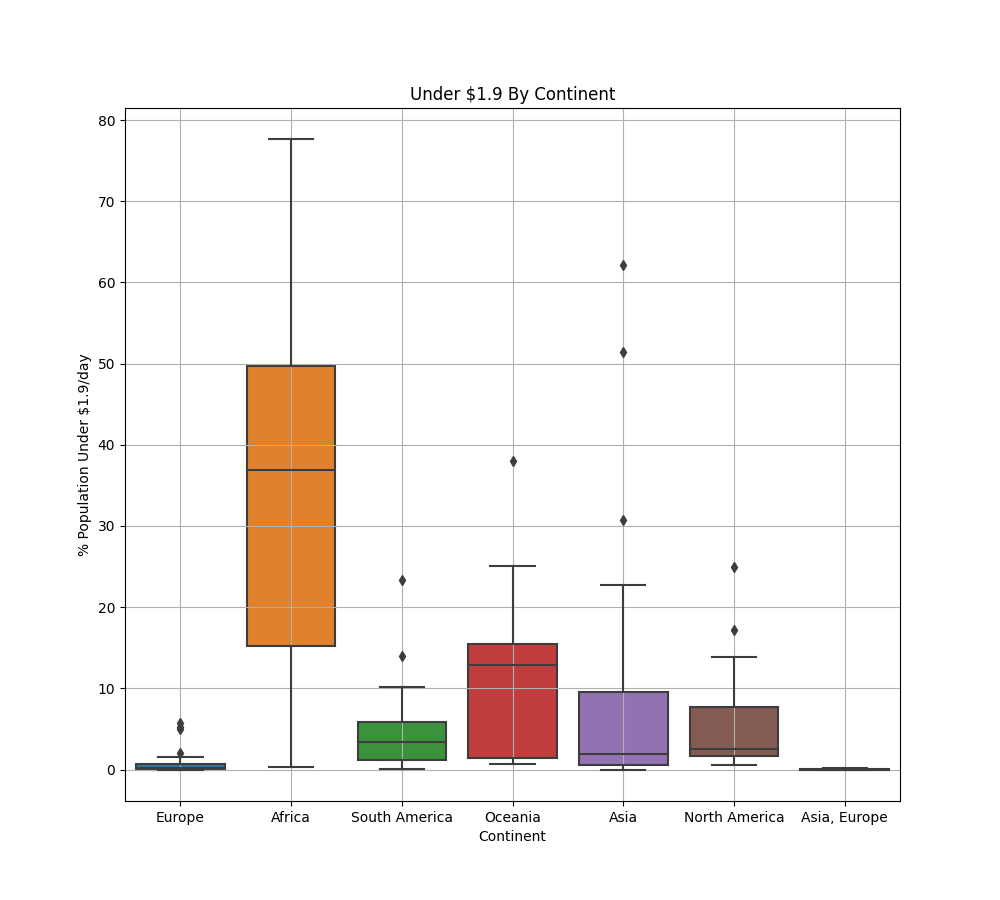 Under $1.9 By Continent
% Population Under $1.9/day
80
70
60
50
40
30
20
10
0
Europe Africa South America Oceania Asia North America Asia, Europe
Continent